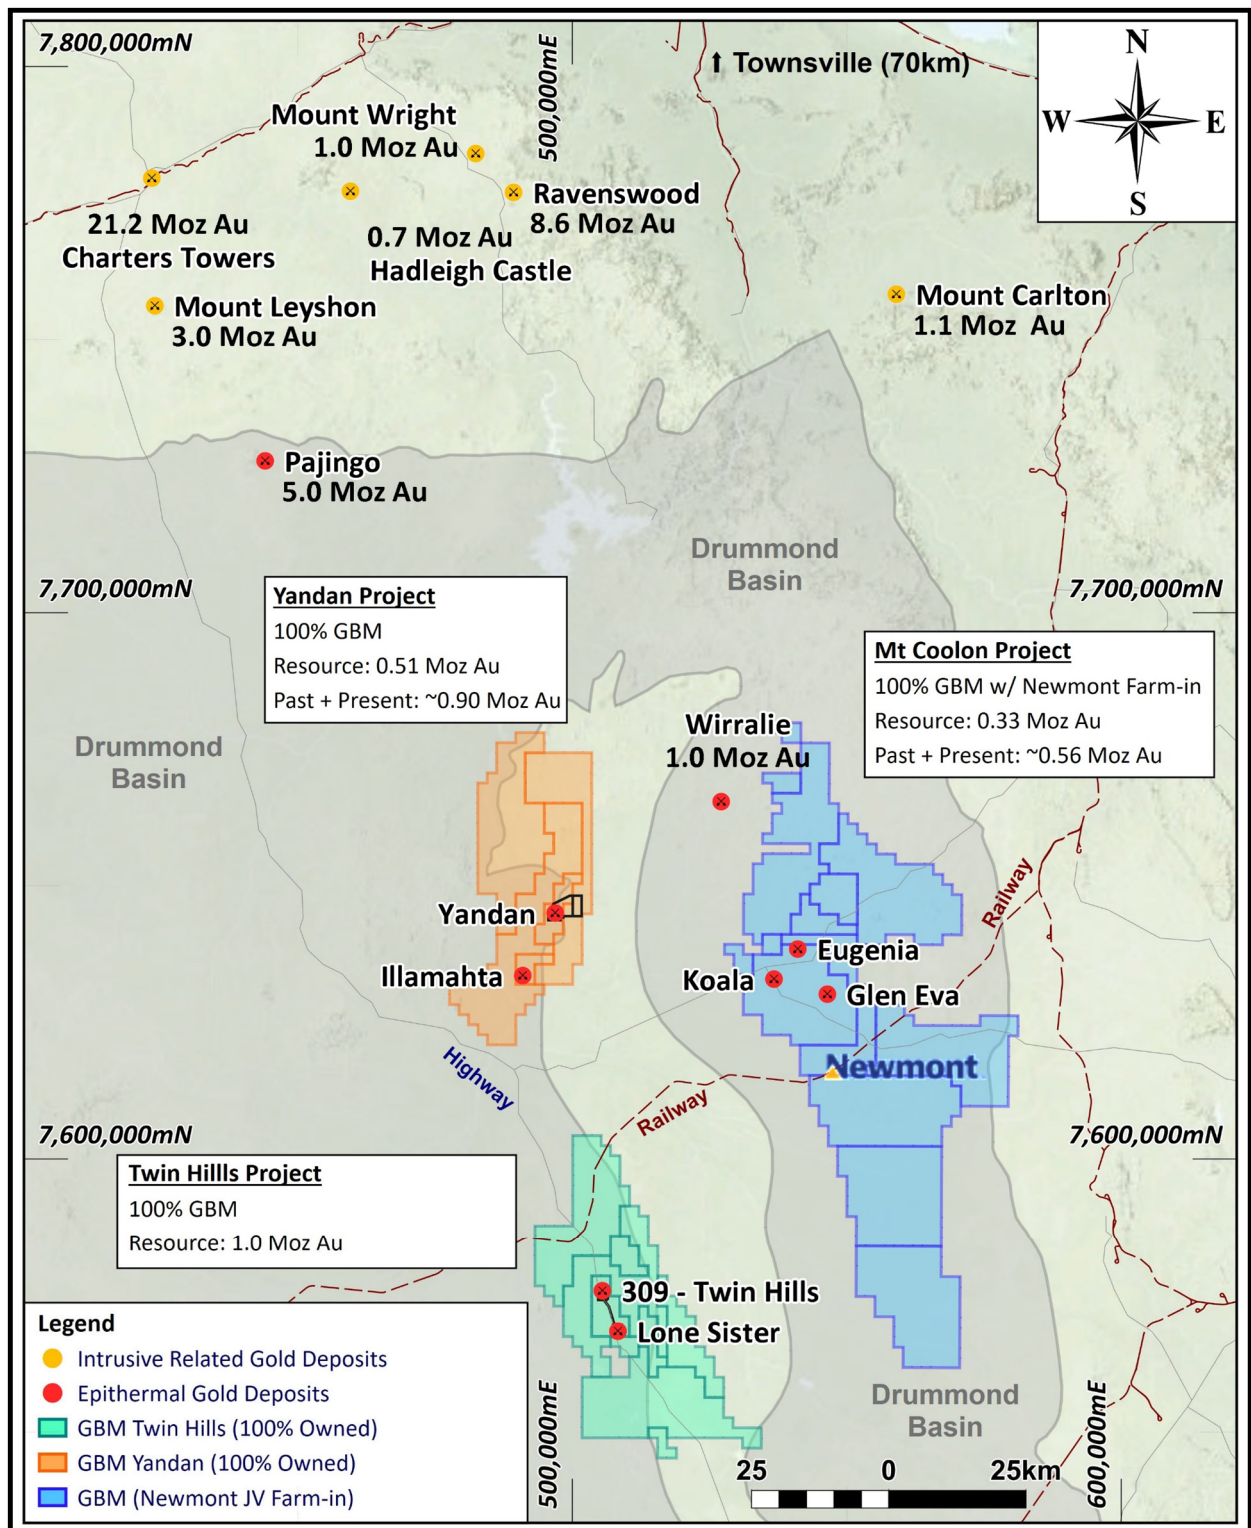 7,800,000mN
500,000mE
Townsville (70km)
N
W E
S
Mount Wright
1.0 Moz Au
Ravenswood
8.6 Moz Au
21.2 Moz Au
Charters Towers
0.7 Moz Au
Hadleigh Castle
Mount Leyshon
3.0 Moz Au
Mount Carlton
1.1 Moz Au
Pajingo
5.0 Moz Au
Drummond
Basin
7,700,000mN
7,700,000mN
Yandan Project
100% GBM
Resource: 0.51 Moz Au
Past + Present: ~0.90 Moz Au
Mt Coolon Project
100% GBM w/ Newmont Farm-in
Resource: 0.33 Moz Au
Past + Present: ~0.56 Moz Au
Drummond
Basin
Wirralie
1.0 Moz Au
Railway
Yandan
Illamahta
Eugenia
Koala
Glen Eva
Newmont
Highway
Railway
7,600,000mN
7,600,000mN
Twin Hillls Project
100% GBM
Resource: 1.0 Moz Au
309 - Twin Hills
Lone Sister
Drummond
Basin
Legend
Intrusive Related Gold Deposits
Epithermal Gold Deposits
GBM Twin Hills (100% Owned)
GBM Yandan (100% Owned)
GBM (Newmont JV Farm-in)
500,000mE
600,000mE
25 0 25km